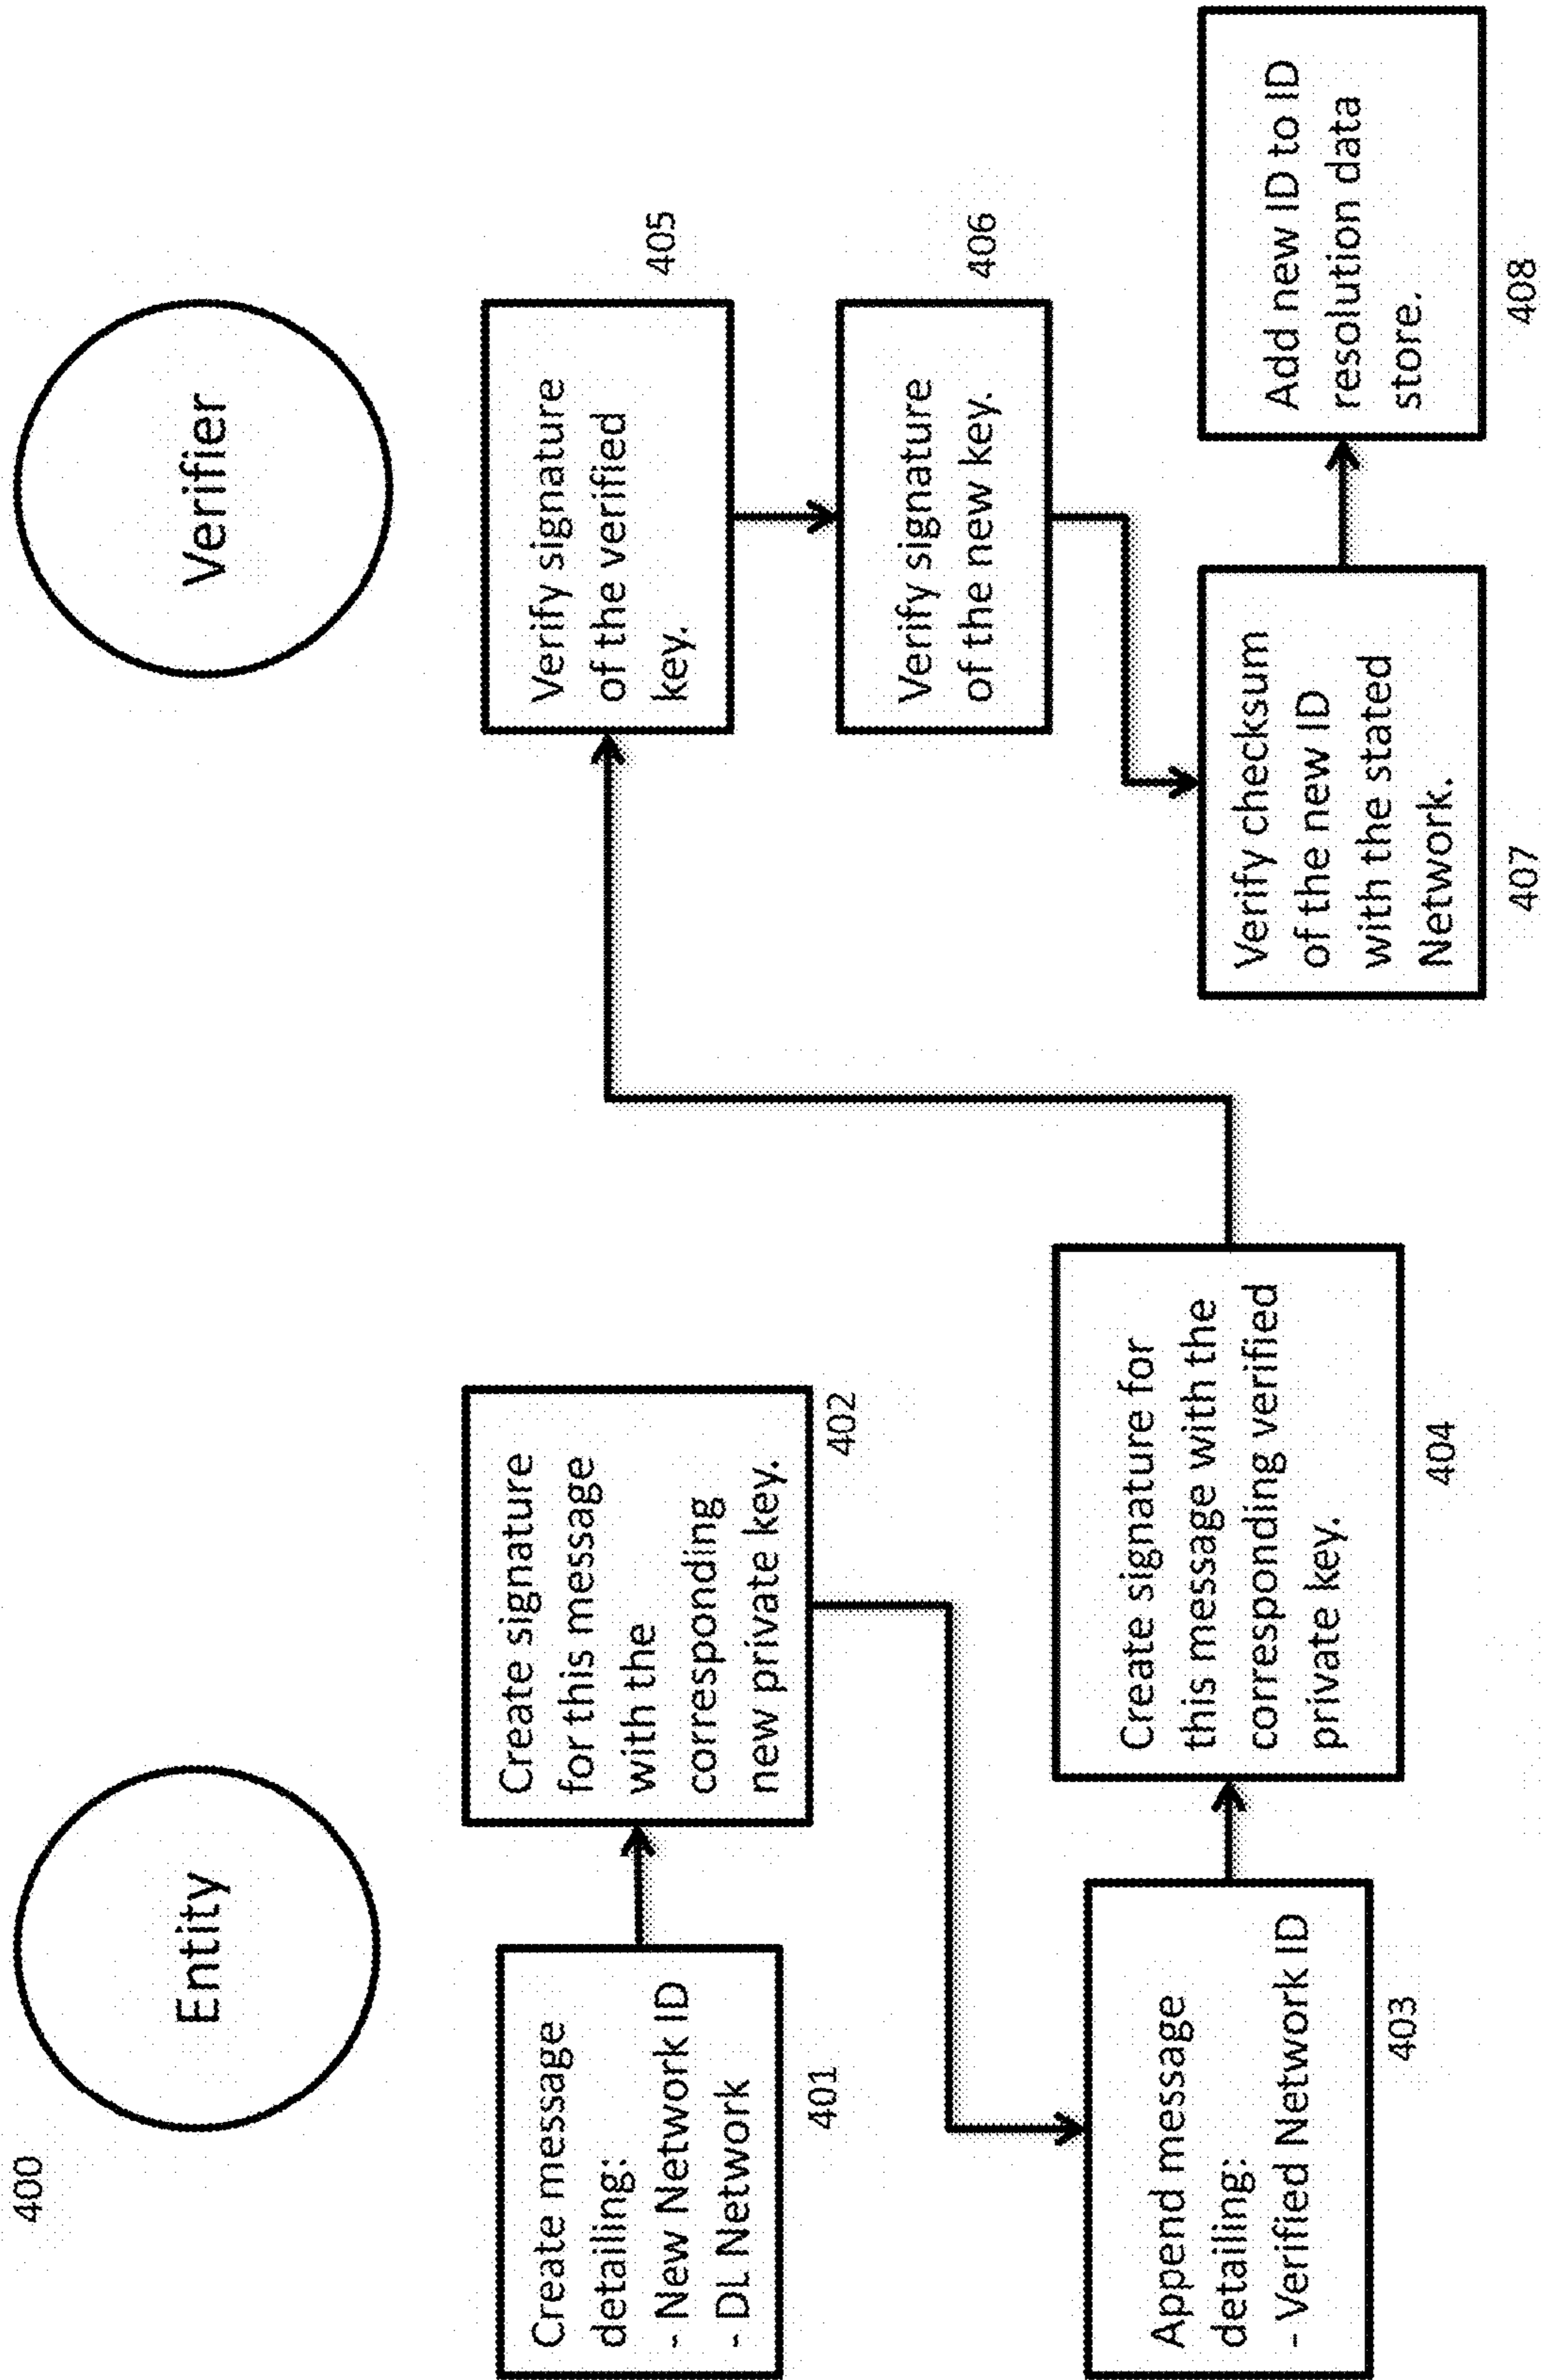 400
Entity
Create message
detailing:
- New Network ID
- DL Network
401
Create signature
for this message
with the
corresponding
new private key.
402
Append message
detailing:
- Verified Network ID
403
Create signature for
this message with the
corresponding verified
private key.
404
Verifier
Verify signature
of the verified
key.
405
Verify signature
of the new key.
406
Verify checksum
of the new ID
with the stated
Network.
407
Add new ID to ID
resolution data
store.
408